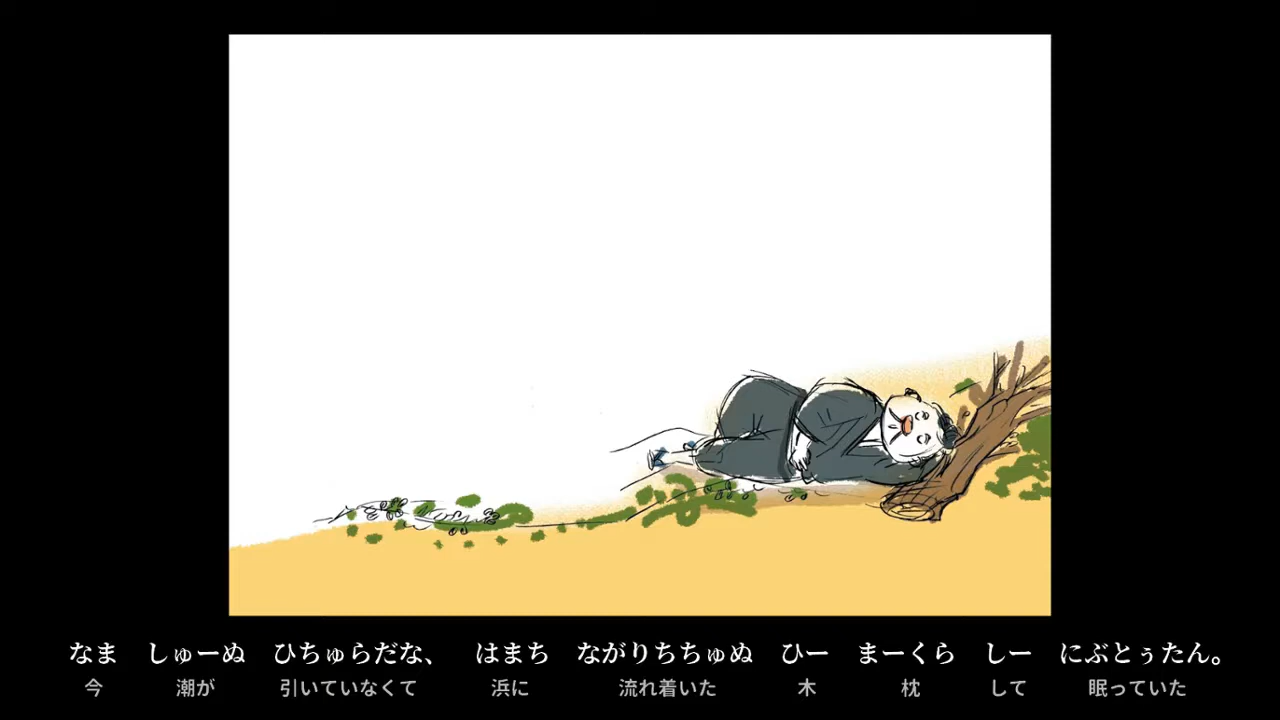 なま しゅーぬ ひちゅらだな、 はまち ながりちちゅぬ ひー まーくら しー にぶとぅたん。
今 潮が 引いていなくて 浜に 流れ着いた 木 枕 して 眠っていた